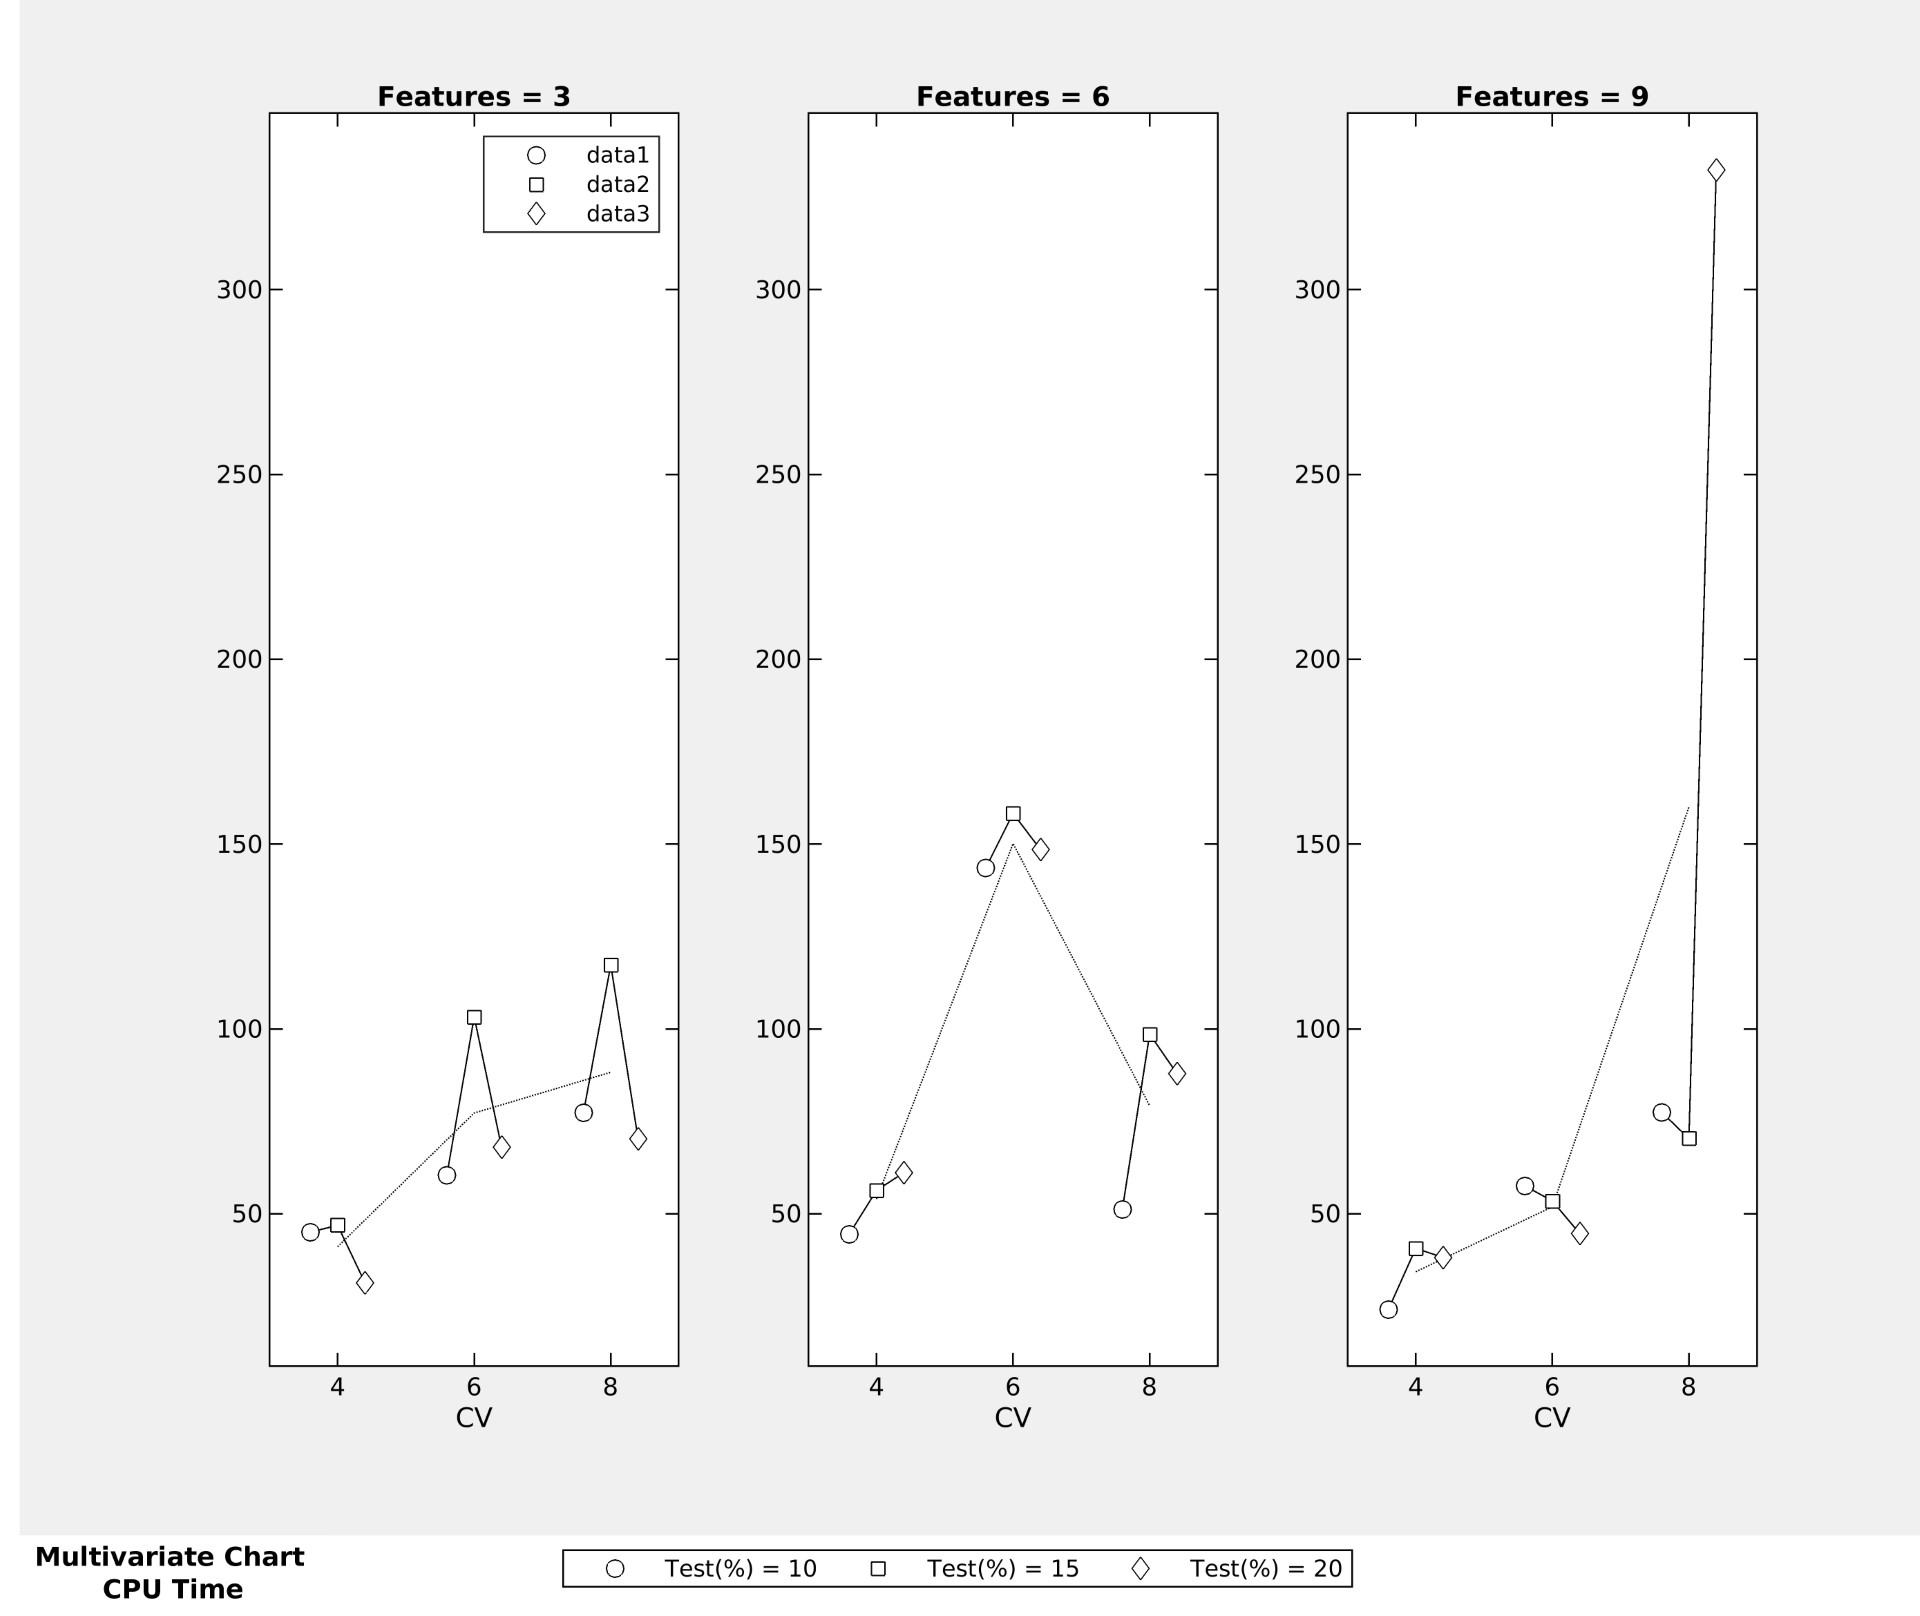 Features = 3
Features = 6
Features = 9
data1
data2
data3
300
250
200
150
100
50
300
250
200
150
100
50
300
250
200
150
100
50
4 6 8
4 6 8
4 6 8
CV
CV
CV
Multivariate Chart
CPU Time
Test(%) = 10 Test(%) = 15 Test(%) = 20